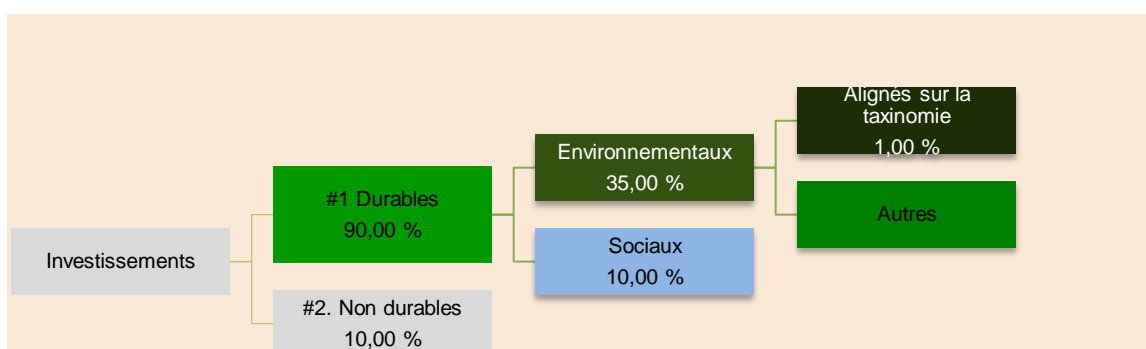 Investissements
#1 Durables
90,00 %
#2. Non durables
10,00 %
Environnementaux
35,00 %
Sociaux
10,00 %
Alignés sur la
taxinomie
1,00 %
Autres